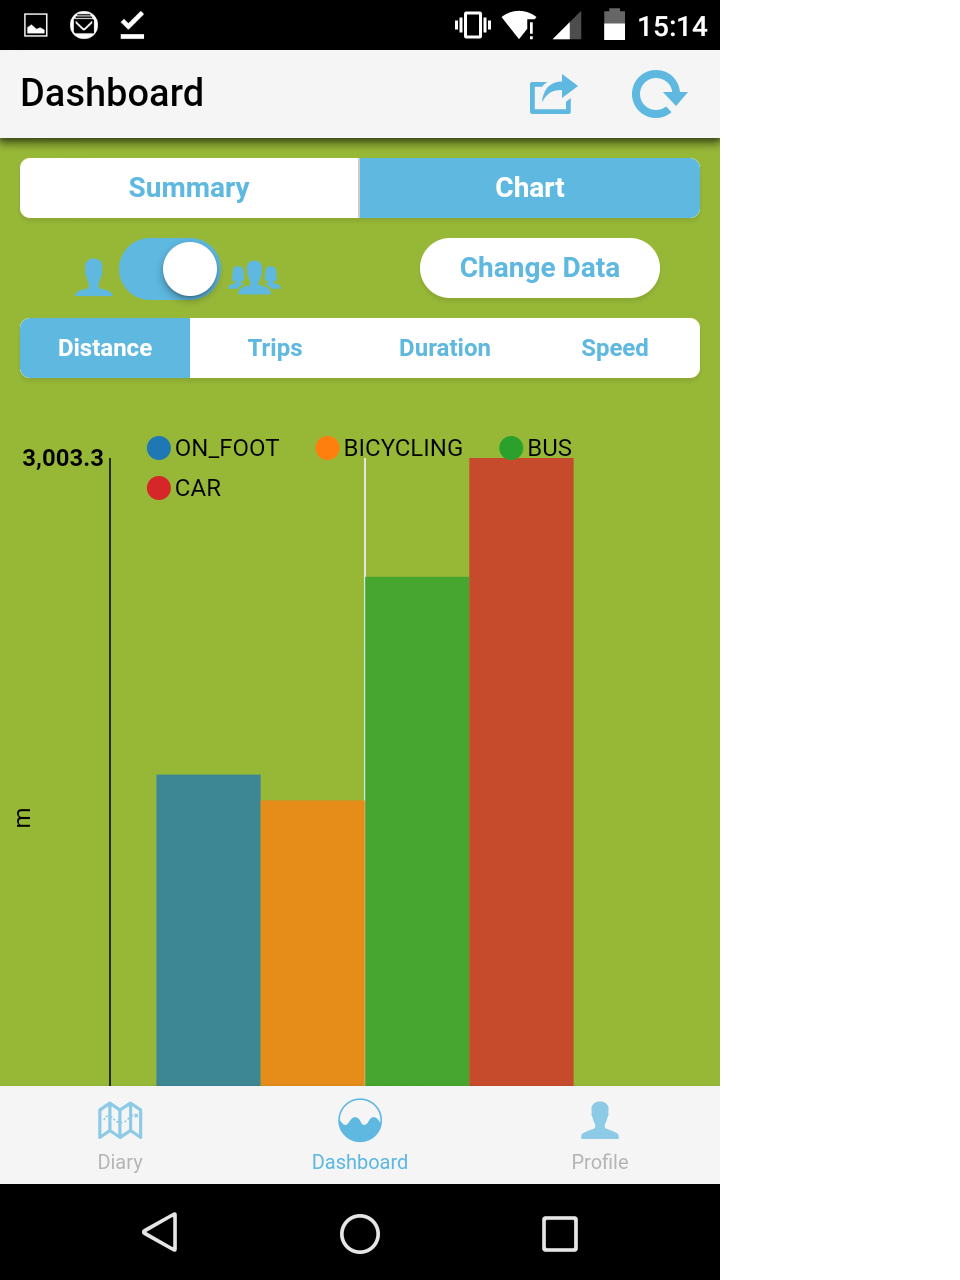 15:14
Dashboard
Summary Chart
Change Data
Distance Trips Duration Speed
3,003.3 ON_FOOT BICYCLING BUS
CAR
m
Diary Dashboard Profile